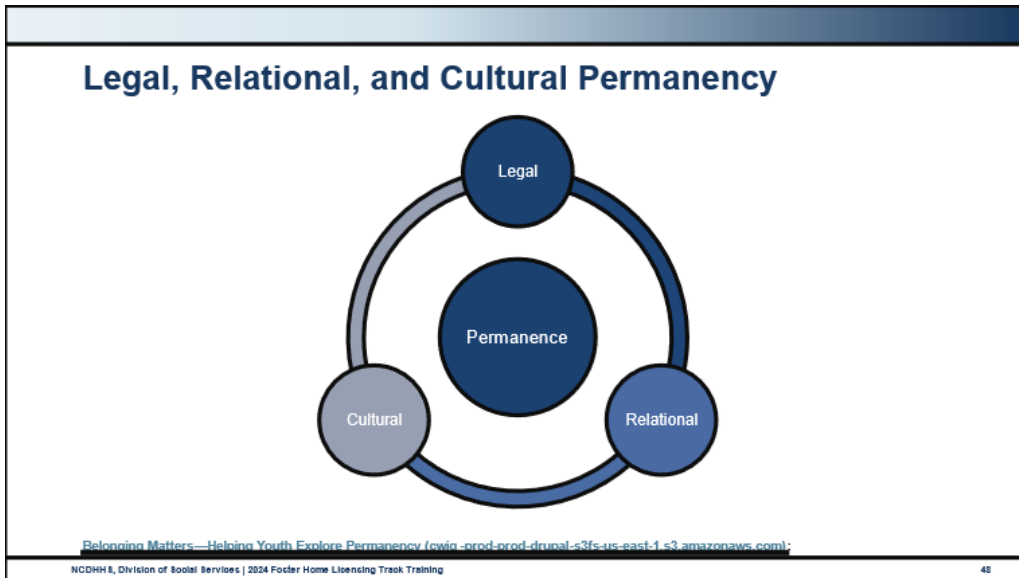 Legal, Relational, and Cultural Permanency
Legal
Permanence
Cultural
Relational
Belonging Matters—Helping Youth Explore Permanency (cwig -prod-prod-drupal-s3fs-us-east-1.s3.amazonaws.com);
NCDHHS, Division of Social Services | 2024 Foster Home Licensing Track Training
48